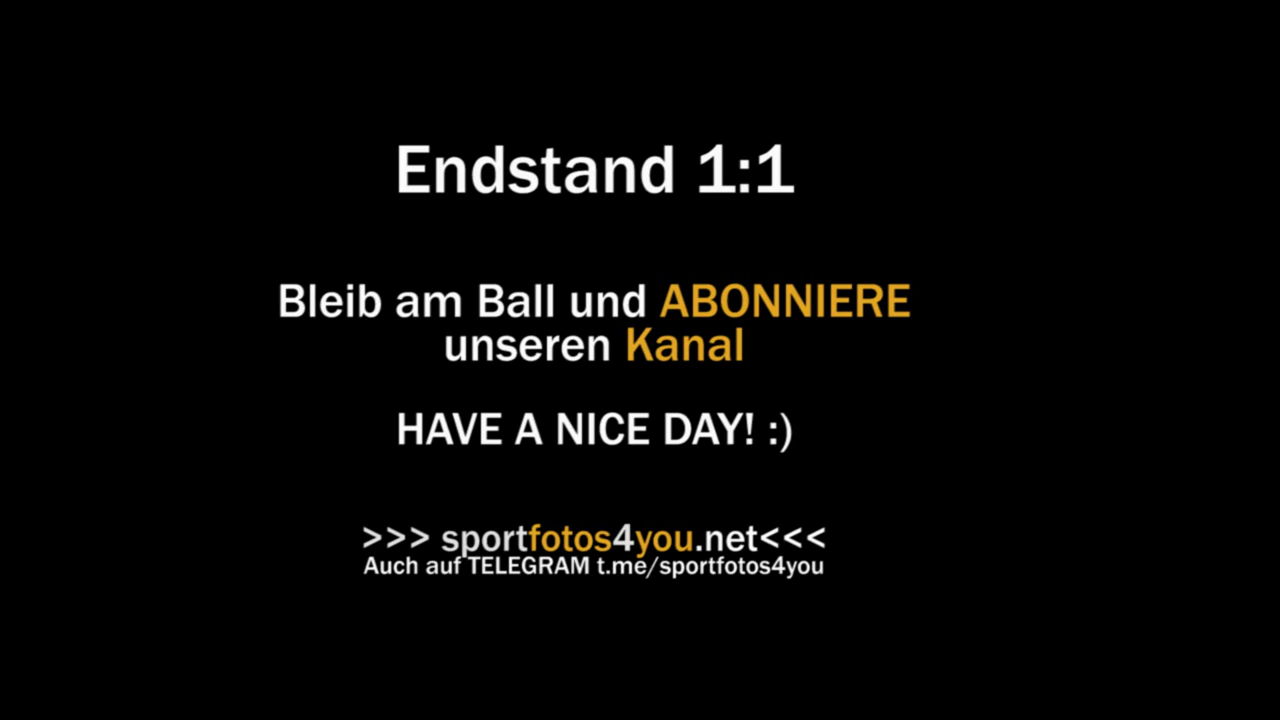 Endstand 1:1
Bleib am Ball und ABONNIERE
unseren Kanal
HAVE A NICE DAY! :)
>>> sportfotos4you.net<<<
Auch auf TELEGRAM t.me/sportfotos4you